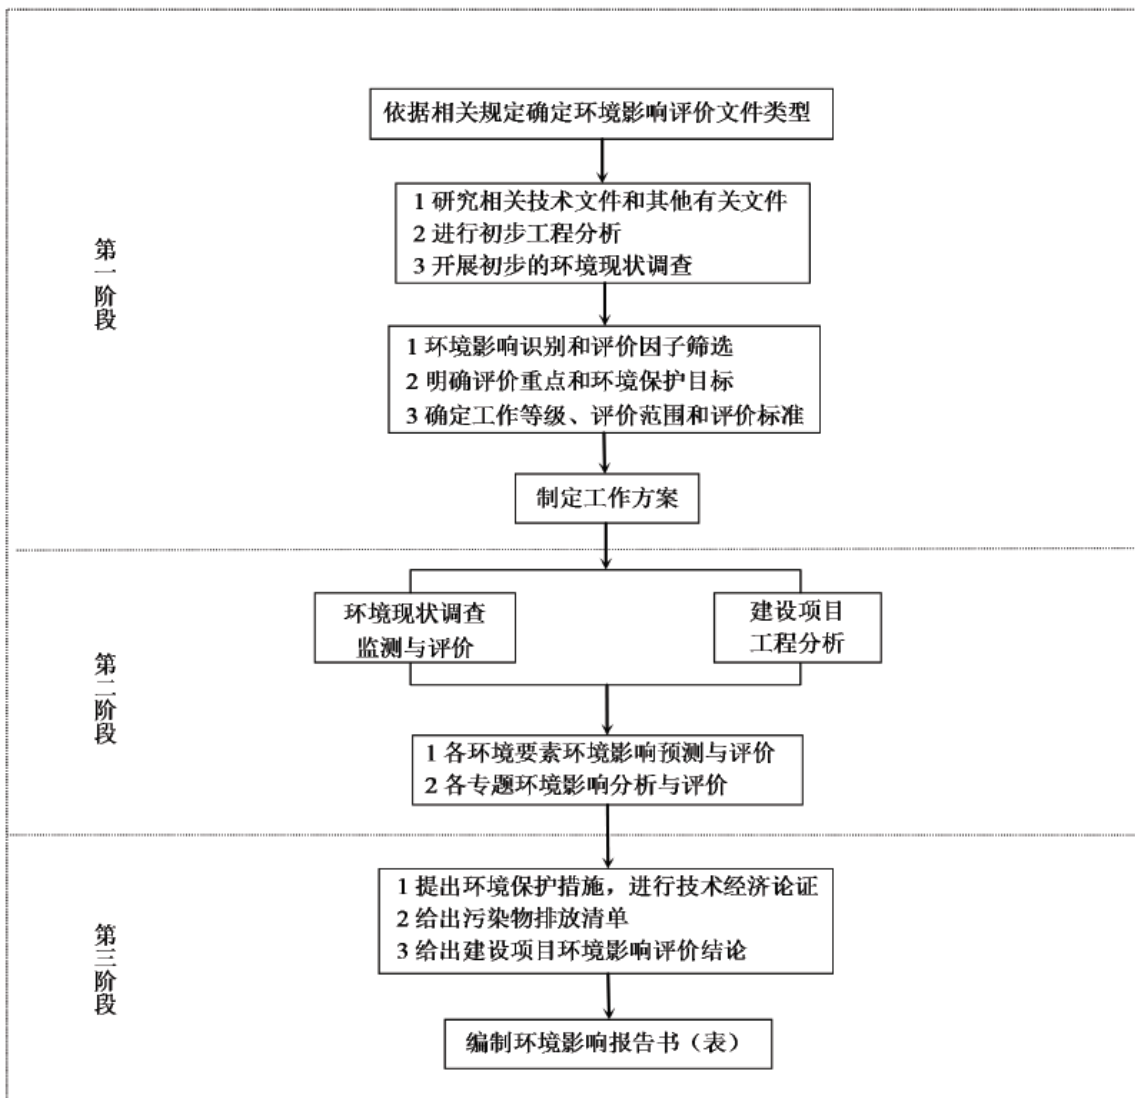 依据相关规定确定环境影响评价文件类型
1 研究相关技术文件和其他有关文件
2 进行初步工程分析
3 开展初步的环境现状调查
第一阶段
1 环境影响识别和评价因子筛选
2 明确评价重点和环境保护目标
3 确定工作等级、评价范围和评价标准
制定工作方案
环境现状调查
监测与评价
建设项目
工程分析
第二阶段
1 各环境要素环境影响预测与评价
2 各专题环境影响分析与评价
1 提出环境保护措施，进行技术经济论证
2 给出污染物排放清单
3 给出建设项目环境影响评价结论
第三阶段
编制环境影响报告书（表）